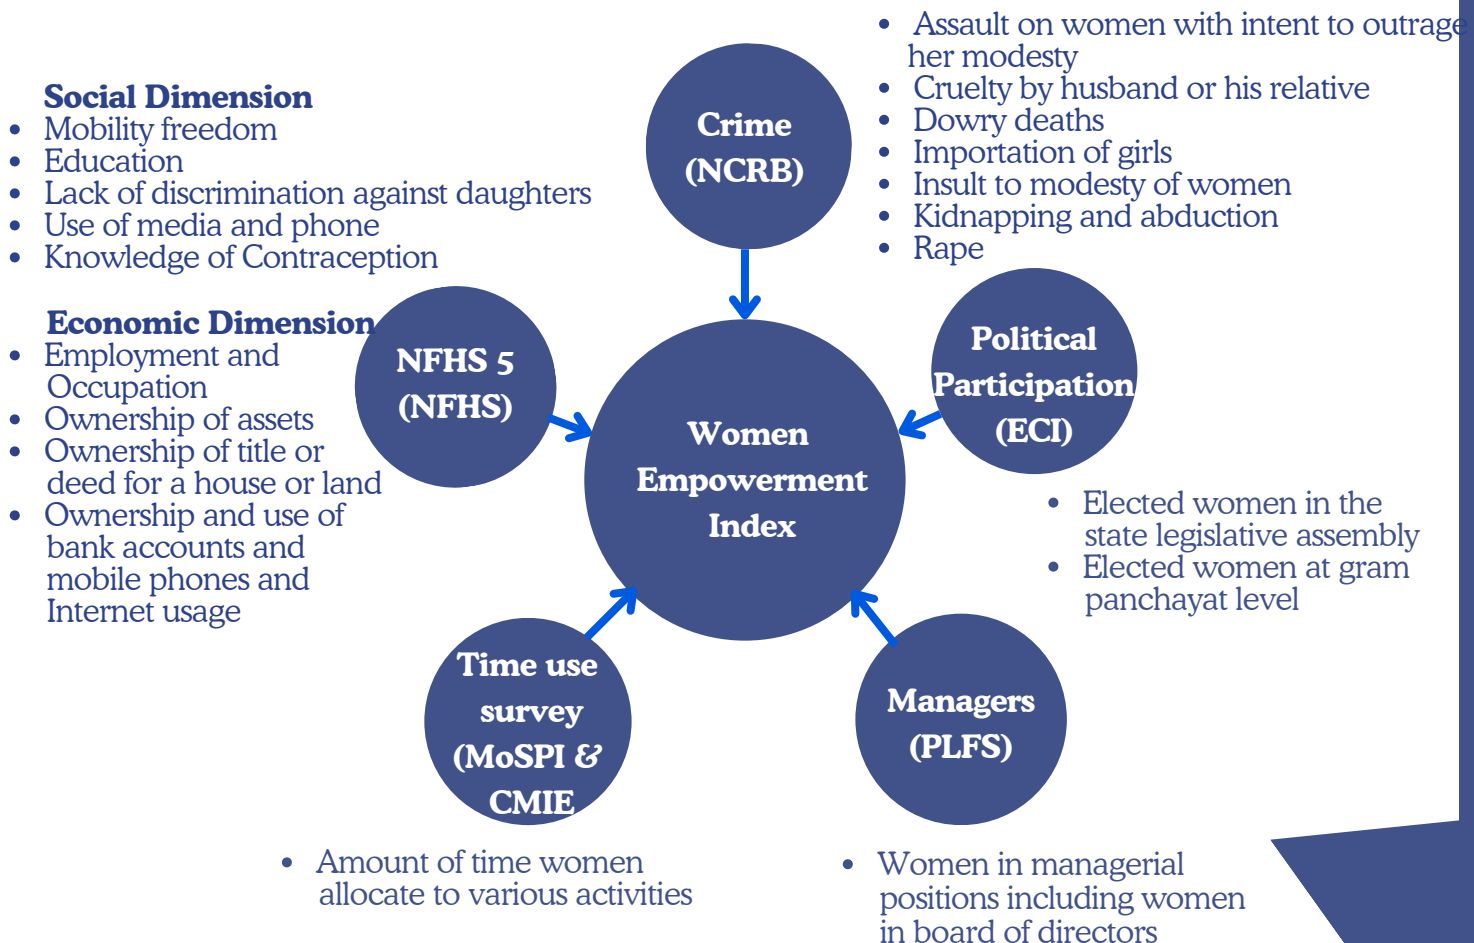 Social Dimension
• Mobility freedom
• Education
• Lack of discrimination against daughters
• Use of media and phone
• Knowledge of Contraception
Economic Dimension
• Employment and
Occupation
• Ownership of assets
• Ownership of title or
deed for a house or land
• Ownership and use of
bank accounts and
mobile phones and
Internet usage
NFHS 5
(NFHS)
Crime
(NCRB)
• Assault on women with intent to outrage
her modesty
• Cruelty by husband or his relative
• Dowry deaths
• Importation of girls
• Insult to modesty of women
• Kidnapping and abduction
• Rape
Women
Empowerment
Index
Political
Participation
(ECI)
• Elected women in the
state legislative assembly
• Elected women at gram
panchayat level
Time use
survey
(MoSPI &
CMIE
• Amount of time women
allocate to various activities
Managers
(PLFS)
• Women in managerial
positions including women
in board of directors